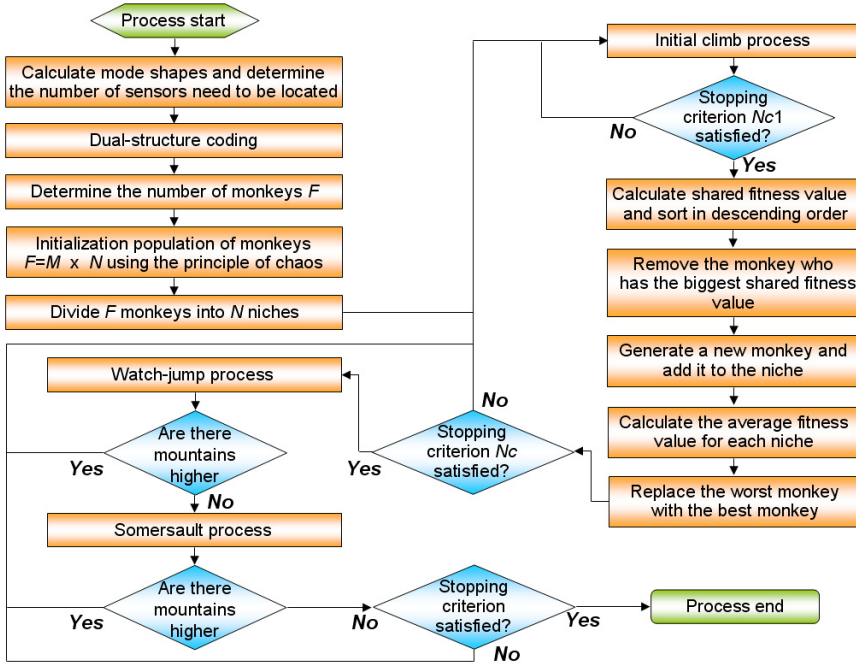 Process start
Calculate mode shapes and determine
the number of sensors need to be located
Dual-structure coding
Determine the number of monkeys F
Initialization population of monkeys
F=M x N using the principle of chaos
Divide F monkeys into N niches
Initial climb process
Stopping
criterion Nc1
satisfied?
No
Yes
Calculate shared fitness value
and sort in descending order
Remove the monkey who
has the biggest shared fitness
value
Generate a new monkey and
add it to the niche
Calculate the average fitness
value for each niche
Replace the worst monkey
with the best monkey
Stopping
criterion Nc
satisfied?
No
Yes
Watch-jump process
Are there
mountains
higher
Yes
No
Somersault process
Are there
mountains
higher
Yes
No
Stopping
criterion
satisfied?
Yes
No
Process end